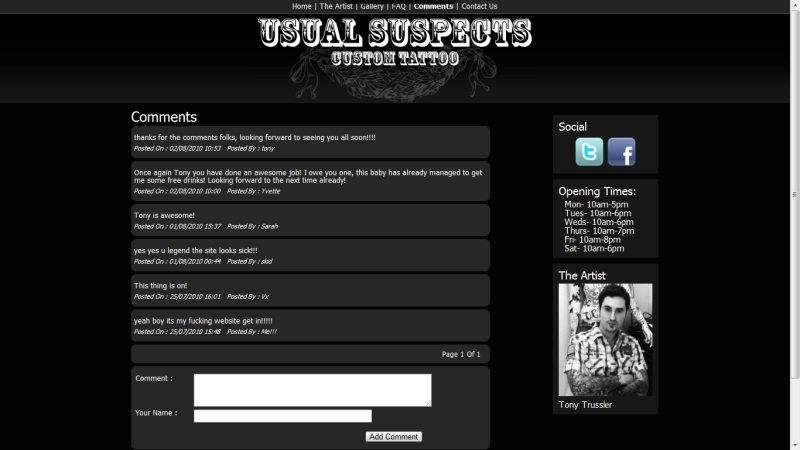 Home | The Artist | Gallery | FAQ | Comments | Contact Us
USUAL SUSPECTS
CUSTOM TATTOO
Comments
thanks for the comments folks, looking forward to seeing you all soon!!!!
Posted On : 02/08/2010 10:53 Posted By : tony
Once again Tony you have done an awesome job! I owe you one, this baby has already managed to get
me some free drinks! Looking forward to the next time already!
Posted On : 02/08/2010 10:00 Posted By : Yvette
Tony is awesome!
Posted On : 01/08/2010 15:37 Posted By : Sarah
yes yes u legend the site looks sick!!!
Posted On : 01/08/2010 00:44 Posted By : skid
This thing is on!
Posted On : 25/07/2010 16:01 Posted By : Vx
yeah boy its my fucking website get in!!!!!
Posted On : 25/07/2010 15:48 Posted By : Me!!!
Page 1 Of 1
Comment :
Your Name :
Add Comment
Social
Opening Times:
Mon- 10am-5pm
Tues- 10am-6pm
Weds- 10am-6pm
Thurs- 10am-7pm
Fri- 10am-8pm
Sat- 10am-6pm
The Artist
Tony Trussler